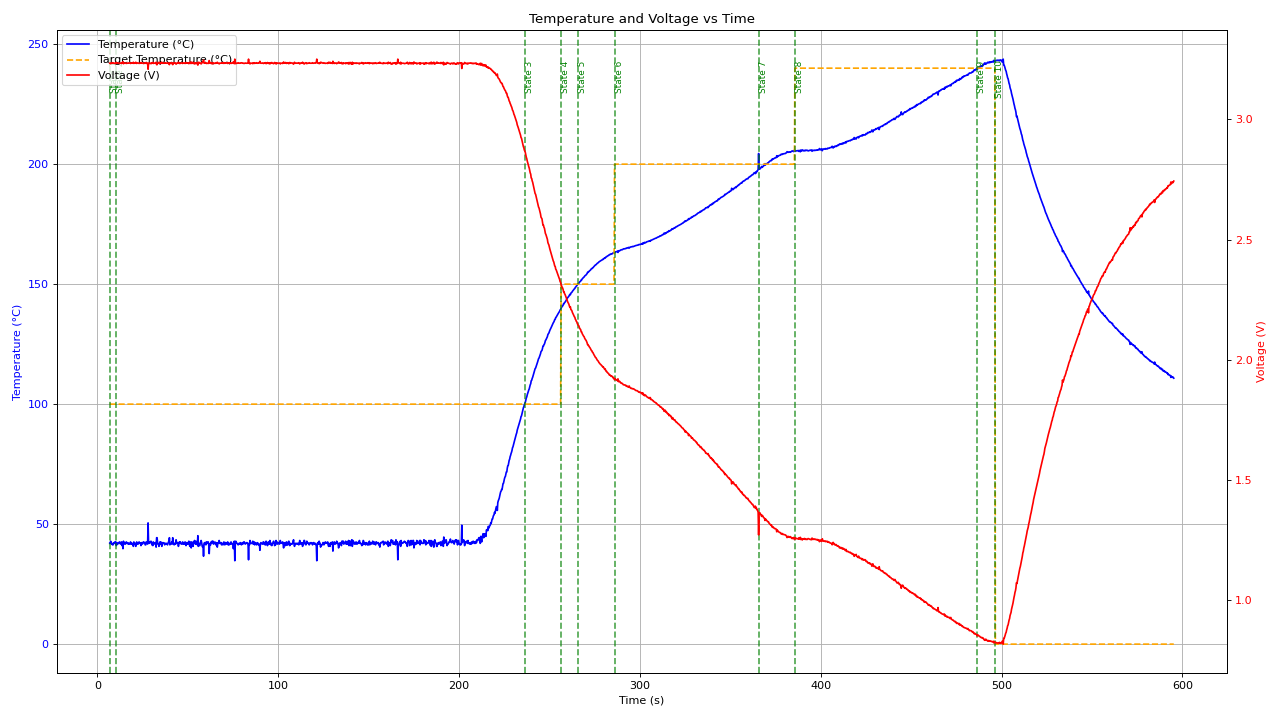 Temperature and Voltage vs Time
Temperature (°C)
Target Temperature (°C)
Voltage (V)
State 3
State 4
State 5
State 6
State 7
State 8
State 10
250
200
150
100
50
0
Temperature (°C)
3.0
2.5
2.0
1.5
1.0
Voltage (V)
0
100
200
300
400
500
600
Time (s)